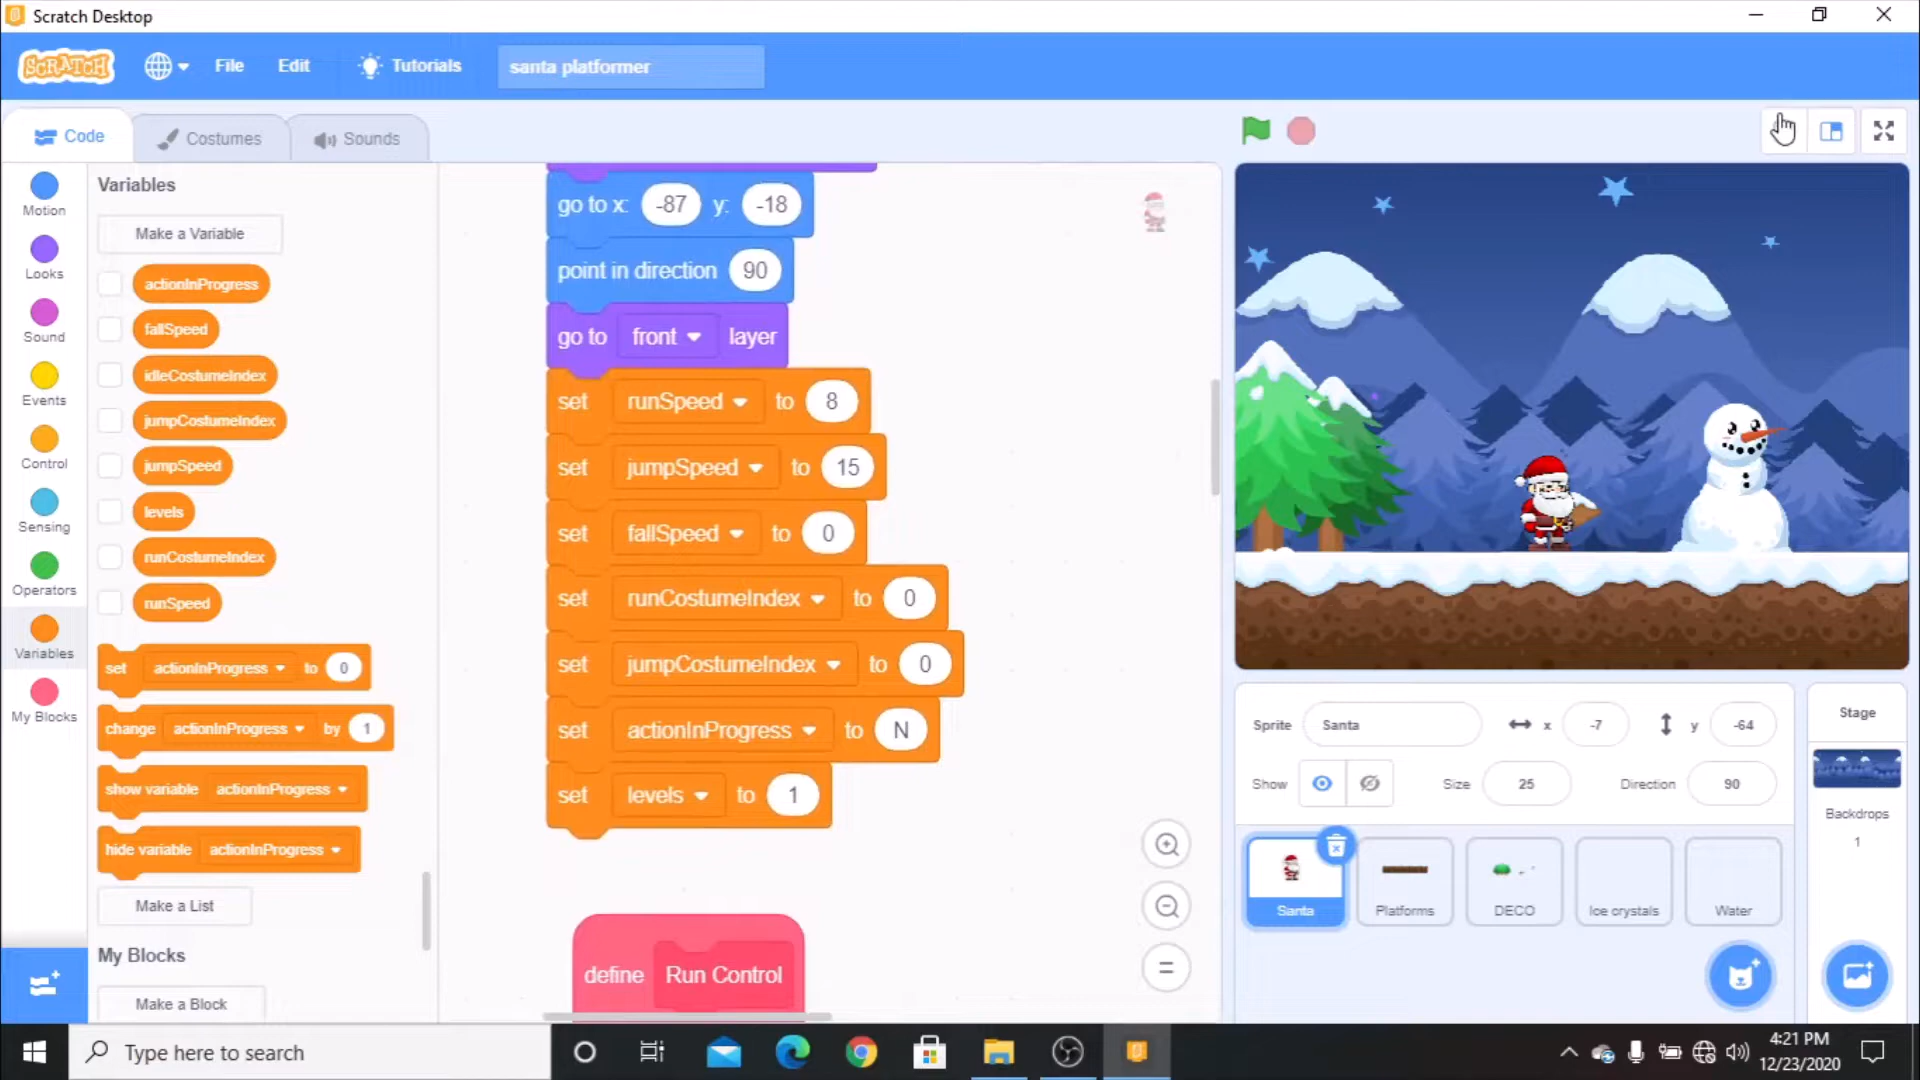 Scratch Desktop
SCRATCH
File
Edit
Tutorials
santa platformer
Code
Costumes
Sounds
Motion
Looks
Sound
Events
Control
Sensing
Operators
Variables
My Blocks
Variables
Make a Variable
actionInProgress
fallSpeed
idleCostumeIndex
jumpCostumeIndex
jumpSpeed
levels
runCostumeIndex
runSpeed
set actionInProgress to 0
change actionInProgress by 1
show variable actionInProgress
hide variable actionInProgress
Make a List
My Blocks
Make a Block
go to x: -87 y: -18
point in direction 90
go to front layer
set runSpeed to 8
set jumpSpeed to 15
set fallSpeed to 0
set runCostumeIndex to 0
set jumpCostumeIndex to 0
set actionInProgress to N
set levels to 1
define Run Control
Sprite Santa x -7 y -64
Show Size 25 Direction 90
Santa
Platforms
DECO
Ice crystals
Water
Stage
Backdrops
1
Type here to search
4:21 PM
12/23/2020